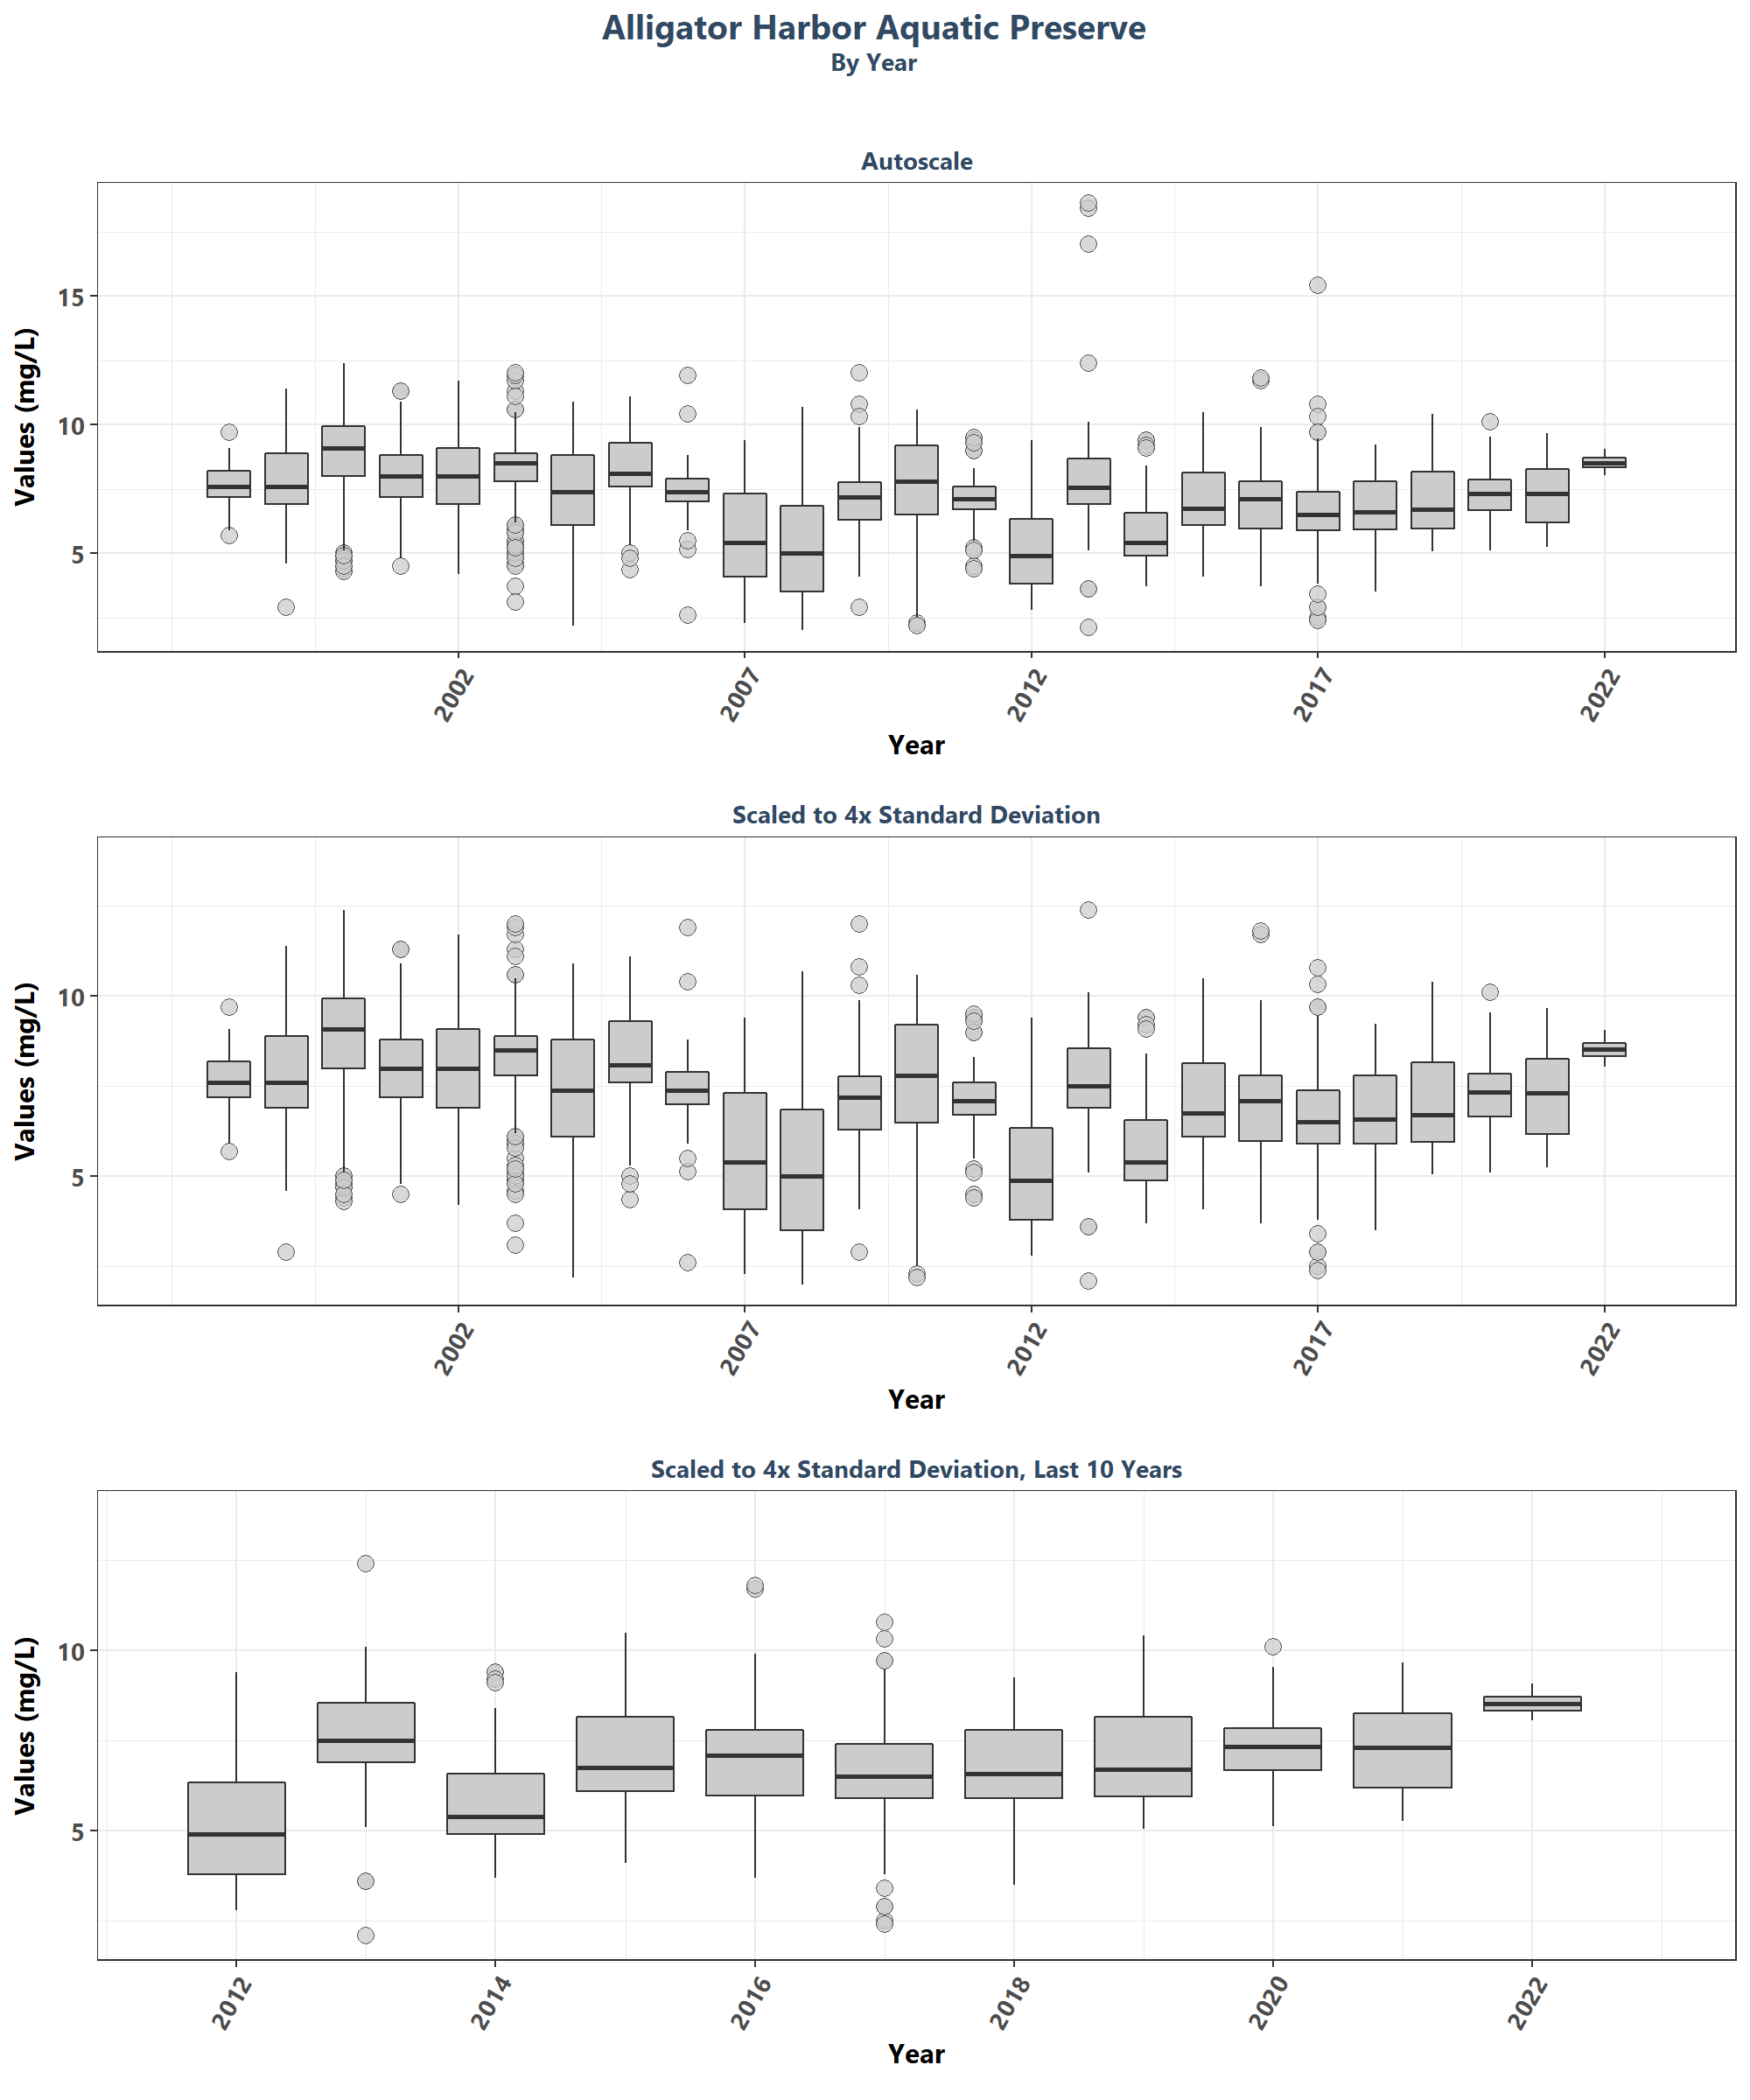 Alligator Harbor Aquatic Preserve
By Year
Autoscale
Values (mg/L)
15
10
5
2002 2007 2012 2017 2022
Year
Scaled to 4x Standard Deviation
Values (mg/L)
10
5
2002 2007 2012 2017 2022
Year
Scaled to 4x Standard Deviation, Last 10 Years
Values (mg/L)
10
5
2012 2014 2016 2018 2020 2022
Year